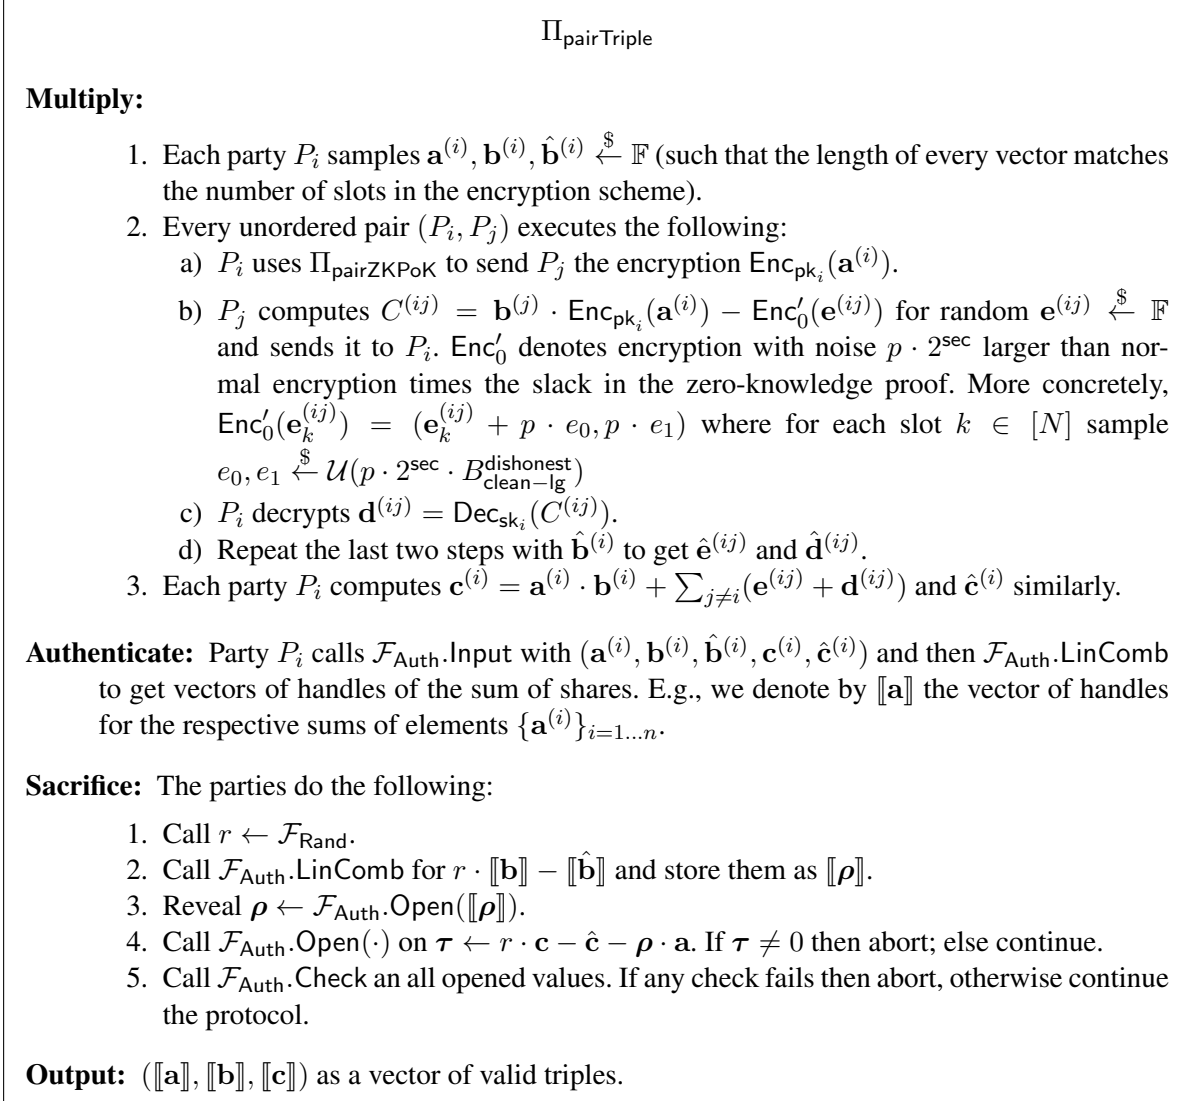 Π_pairTriple
Multiply:
1. Each party P_i samples a^(i), b^(i), b̂^(i) ←$ 𝔽 (such that the length of every vector matches
the number of slots in the encryption scheme).
2. Every unordered pair (P_i, P_j) executes the following:
a) P_i uses Π_pairZKPoK to send P_j the encryption Enc_{pk_i}(a^(i)).
b) P_j computes C^(ij) = b^(j) · Enc_{pk_i}(a^(i)) − Enc′_0(e^(ij)) for random e^(ij) ←$ 𝔽
and sends it to P_i. Enc′_0 denotes encryption with noise p · 2^sec larger than nor-
mal encryption times the slack in the zero-knowledge proof. More concretely,
Enc′_0(e_k^(ij)) = (e_k^(ij) + p · e_0, p · e_1) where for each slot k ∈ [N] sample
e_0, e_1 ←$ 𝒰(p · 2^sec · B^dishonest_clean−lg)
c) P_i decrypts d^(ij) = Dec_{sk_i}(C^(ij)).
d) Repeat the last two steps with b̂^(i) to get ê^(ij) and d̂^(ij).
3. Each party P_i computes c^(i) = a^(i) · b^(i) + ∑_{j≠i}(e^(ij) + d^(ij)) and ĉ^(i) similarly.
Authenticate: Party P_i calls ℱ_Auth.Input with (a^(i), b^(i), b̂^(i), c^(i), ĉ^(i)) and then ℱ_Auth.LinComb
to get vectors of handles of the sum of shares. E.g., we denote by ⟦a⟧ the vector of handles
for the respective sums of elements {a^(i)}_{i=1...n}.
Sacrifice: The parties do the following:
1. Call r ← ℱ_Rand.
2. Call ℱ_Auth.LinComb for r · ⟦b⟧ − ⟦b̂⟧ and store them as ⟦ρ⟧.
3. Reveal ρ ← ℱ_Auth.Open(⟦ρ⟧).
4. Call ℱ_Auth.Open(·) on τ ← r · c − ĉ − ρ · a. If τ ≠ 0 then abort; else continue.
5. Call ℱ_Auth.Check an all opened values. If any check fails then abort, otherwise continue
the protocol.
Output: (⟦a⟧, ⟦b⟧, ⟦c⟧) as a vector of valid triples.